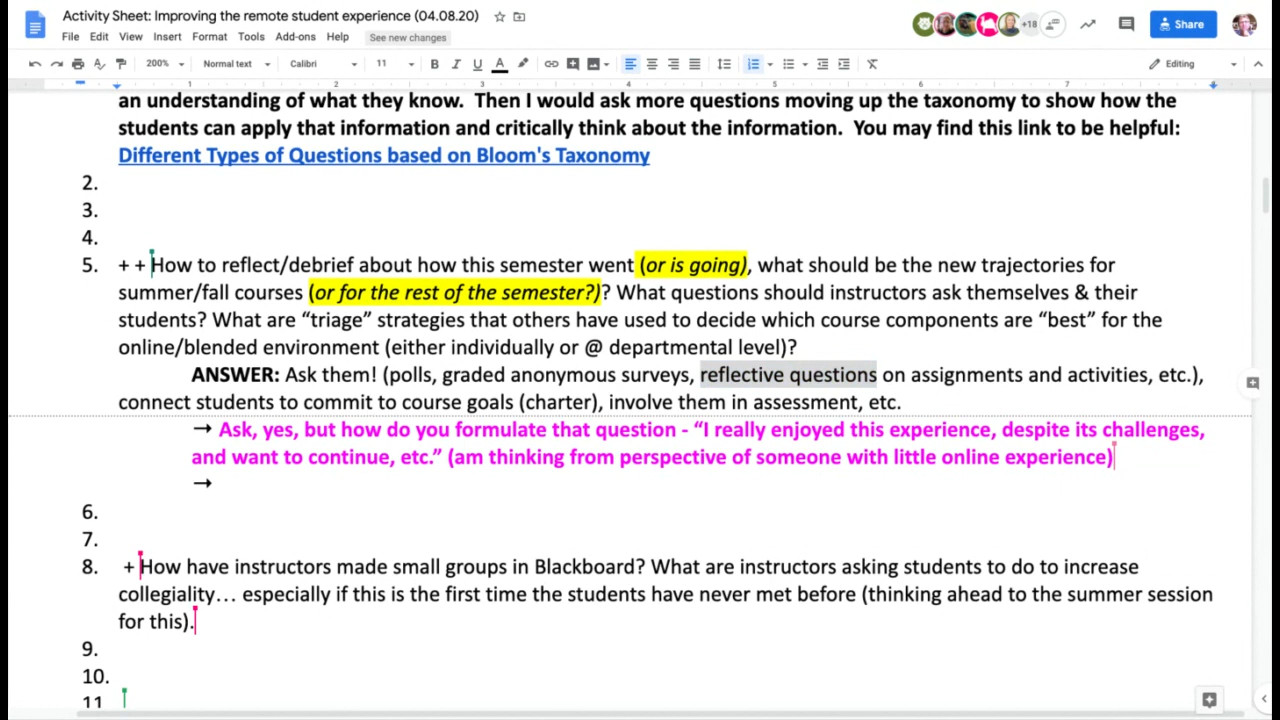 Activity Sheet: Improving the remote student experience (04.08.20)
File Edit View Insert Format Tools Add-ons Help See new changes
+18
Share
200% Normal text Calibri 11 B I U A Editing
1 2 3 4 5 6 7 8
an understanding of what they know. Then I would ask more questions moving up the taxonomy to show how the
students can apply that information and critically think about the information. You may find this link to be helpful:
Different Types of Questions based on Bloom's Taxonomy
2.
3.
4.
5. + + How to reflect/debrief about how this semester went (or is going), what should be the new trajectories for
summer/fall courses (or for the rest of the semester?)? What questions should instructors ask themselves & their
students? What are “triage” strategies that others have used to decide which course components are “best” for the
online/blended environment (either individually or @ departmental level)?
ANSWER: Ask them! (polls, graded anonymous surveys, reflective questions on assignments and activities, etc.),
connect students to commit to course goals (charter), involve them in assessment, etc.
→ Ask, yes, but how do you formulate that question - “I really enjoyed this experience, despite its challenges,
and want to continue, etc.” (am thinking from perspective of someone with little online experience)
→
6.
7.
8. + How have instructors made small groups in Blackboard? What are instructors asking students to do to increase
collegiality… especially if this is the first time the students have never met before (thinking ahead to the summer session
for this).
9.
10.
11